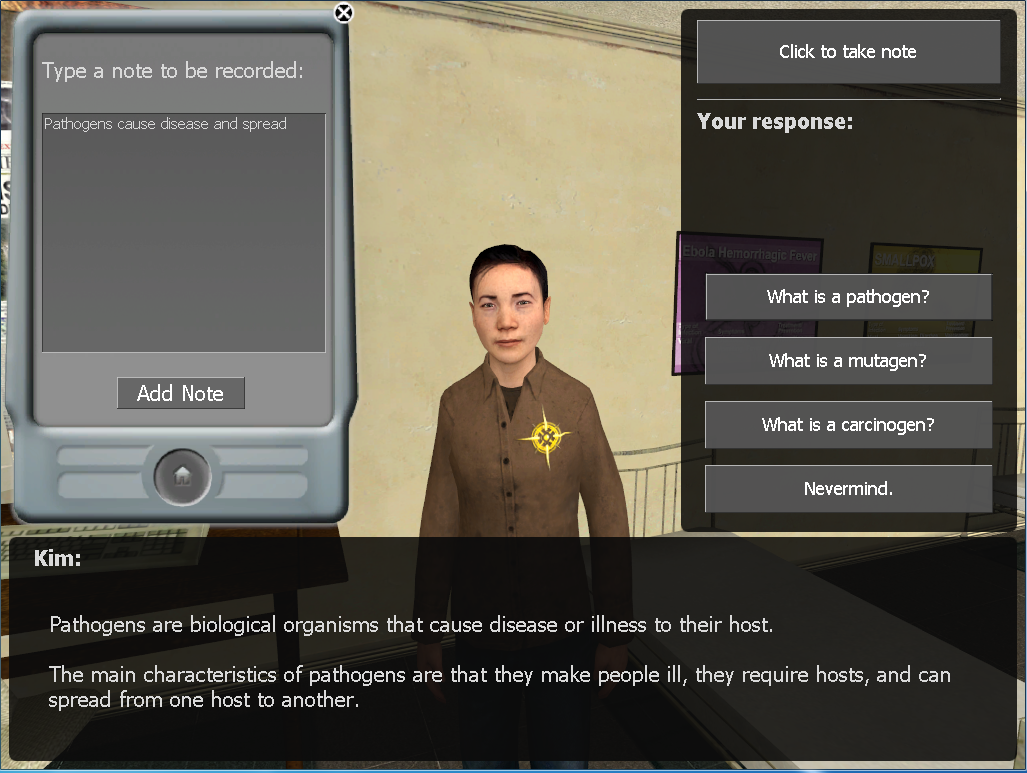 Type a note to be recorded:
Pathogens cause disease and spread
Add Note
Click to take note
Your response:
Ebola Hemorrhagic Fever
SMALLPOX
What is a pathogen?
What is a mutagen?
What is a carcinogen?
Nevermind.
Kim:
Pathogens are biological organisms that cause disease or illness to their host.
The main characteristics of pathogens are that they make people ill, they require hosts, and can
spread from one host to another.